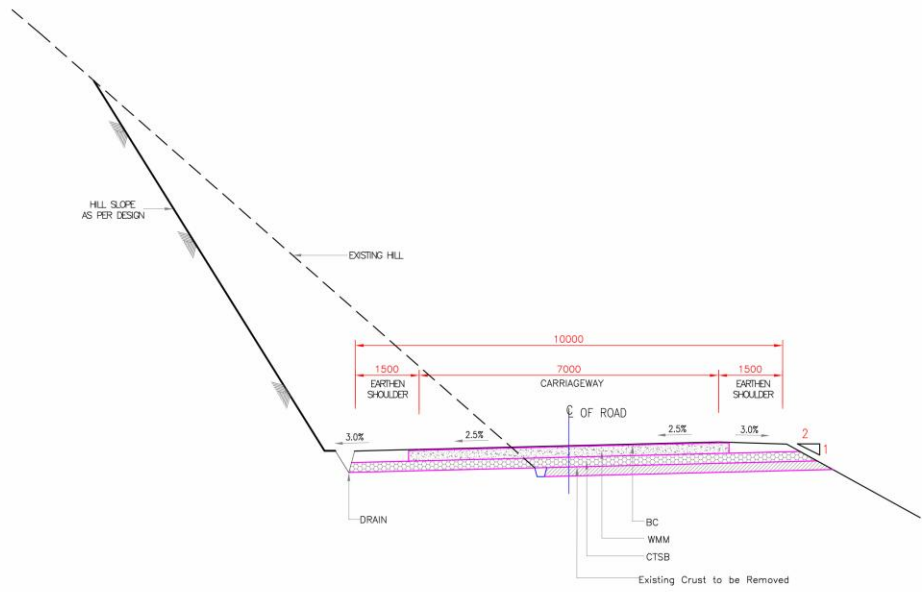 HILL SLOPE
AS PER DESIGN
EXISTING HILL
10000
1500
7000
1500
EARTHEN
SHOULDER
CARRIAGEWAY
EARTHEN
SHOULDER
℄ OF ROAD
3.0%
2.5%
2.5%
3.0%
2
1
DRAIN
BC
WMM
CTSB
Existing Crust to be Removed